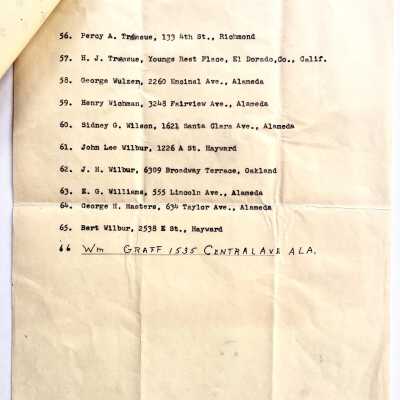 56. Percy A. Treasue, 133 4th St., Richmond
57. H. J. Treasue, Youngs Rest Place, El Dorado,Co., Calif.
58. George Wulzen, 2260 Encinal Ave., Alameda
59. Henry Wichman, 3248 Fairview Ave., Alameda
60. Sidney G. Wilson, 1621 Santa Clara Ave., Alameda
61. John Lee Wilbur, 1226 A St. Hayward
62. J. H. Wilbur, 6309 Broadway Terrace, Oakland
63. E. G. Williams, 555 Lincoln Ave., Alameda
64. George H. Masters, 634 Taylor Ave., Alameda
65. Bert Wilbur, 2538 E St., Hayward
66 Wm GRAFF 1535 CENTRAL AVE ALA.